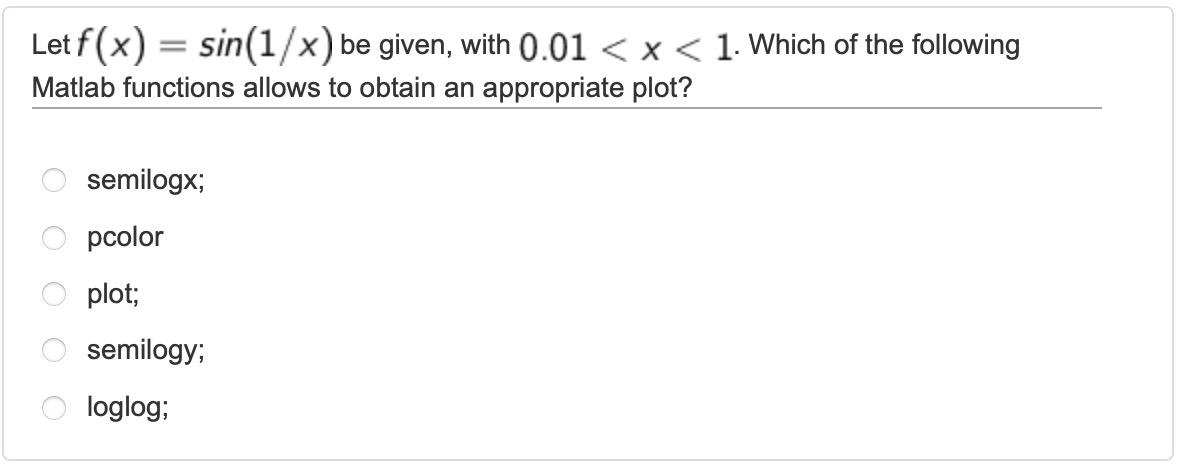 Let f(x) = sin(1/x) be given, with 0.01 < x < 1. Which of the following
Matlab functions allows to obtain an appropriate plot?
semilogx;
pcolor
plot;
semilogy;
loglog;